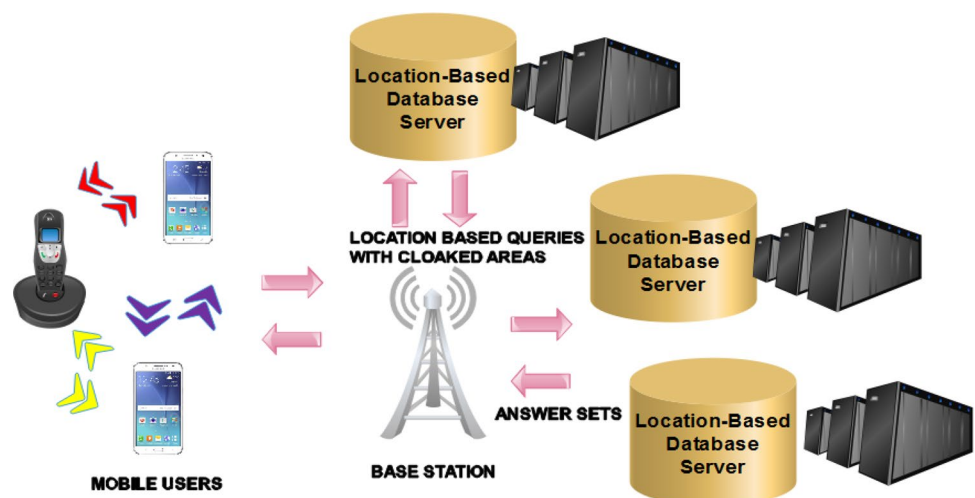 Location-Based
Database
Server
LOCATION BASED QUERIES
WITH CLOAKED AREAS
Location-Based
Database
Server
ANSWER SETS
Location-Based
Database
Server
BASE STATION
MOBILE USERS